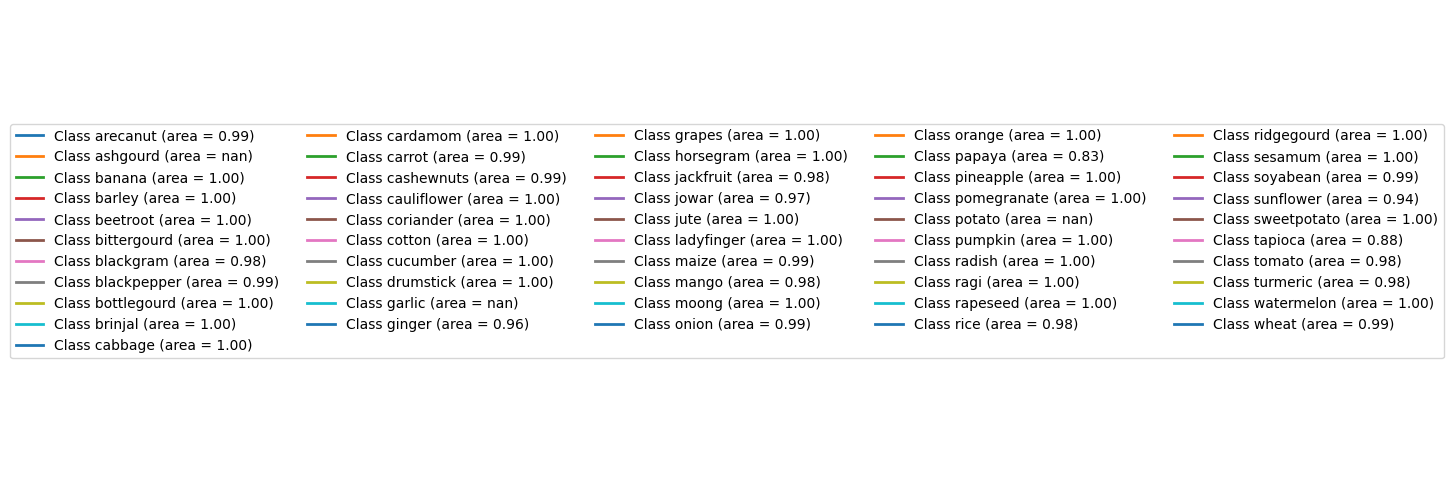 Class arecanut (area = 0.99)
Class ashgourd (area = nan)
Class banana (area = 1.00)
Class barley (area = 1.00)
Class beetroot (area = 1.00)
Class bittergourd (area = 1.00)
Class blackgram (area = 0.98)
Class blackpepper (area = 0.99)
Class bottlegourd (area = 1.00)
Class brinjal (area = 1.00)
Class cabbage (area = 1.00)
Class cardamom (area = 1.00)
Class carrot (area = 0.99)
Class cashewnuts (area = 0.99)
Class cauliflower (area = 1.00)
Class coriander (area = 1.00)
Class cotton (area = 1.00)
Class cucumber (area = 1.00)
Class drumstick (area = 1.00)
Class garlic (area = nan)
Class ginger (area = 0.96)
Class grapes (area = 1.00)
Class horsegram (area = 1.00)
Class jackfruit (area = 0.98)
Class jowar (area = 0.97)
Class jute (area = 1.00)
Class ladyfinger (area = 1.00)
Class maize (area = 0.99)
Class mango (area = 0.98)
Class moong (area = 1.00)
Class onion (area = 0.99)
Class orange (area = 1.00)
Class papaya (area = 0.83)
Class pineapple (area = 1.00)
Class pomegranate (area = 1.00)
Class potato (area = nan)
Class pumpkin (area = 1.00)
Class radish (area = 1.00)
Class ragi (area = 1.00)
Class rapeseed (area = 1.00)
Class rice (area = 0.98)
Class ridgegourd (area = 1.00)
Class sesamum (area = 1.00)
Class soyabean (area = 0.99)
Class sunflower (area = 0.94)
Class sweetpotato (area = 1.00)
Class tapioca (area = 0.88)
Class tomato (area = 0.98)
Class turmeric (area = 0.98)
Class watermelon (area = 1.00)
Class wheat (area = 0.99)